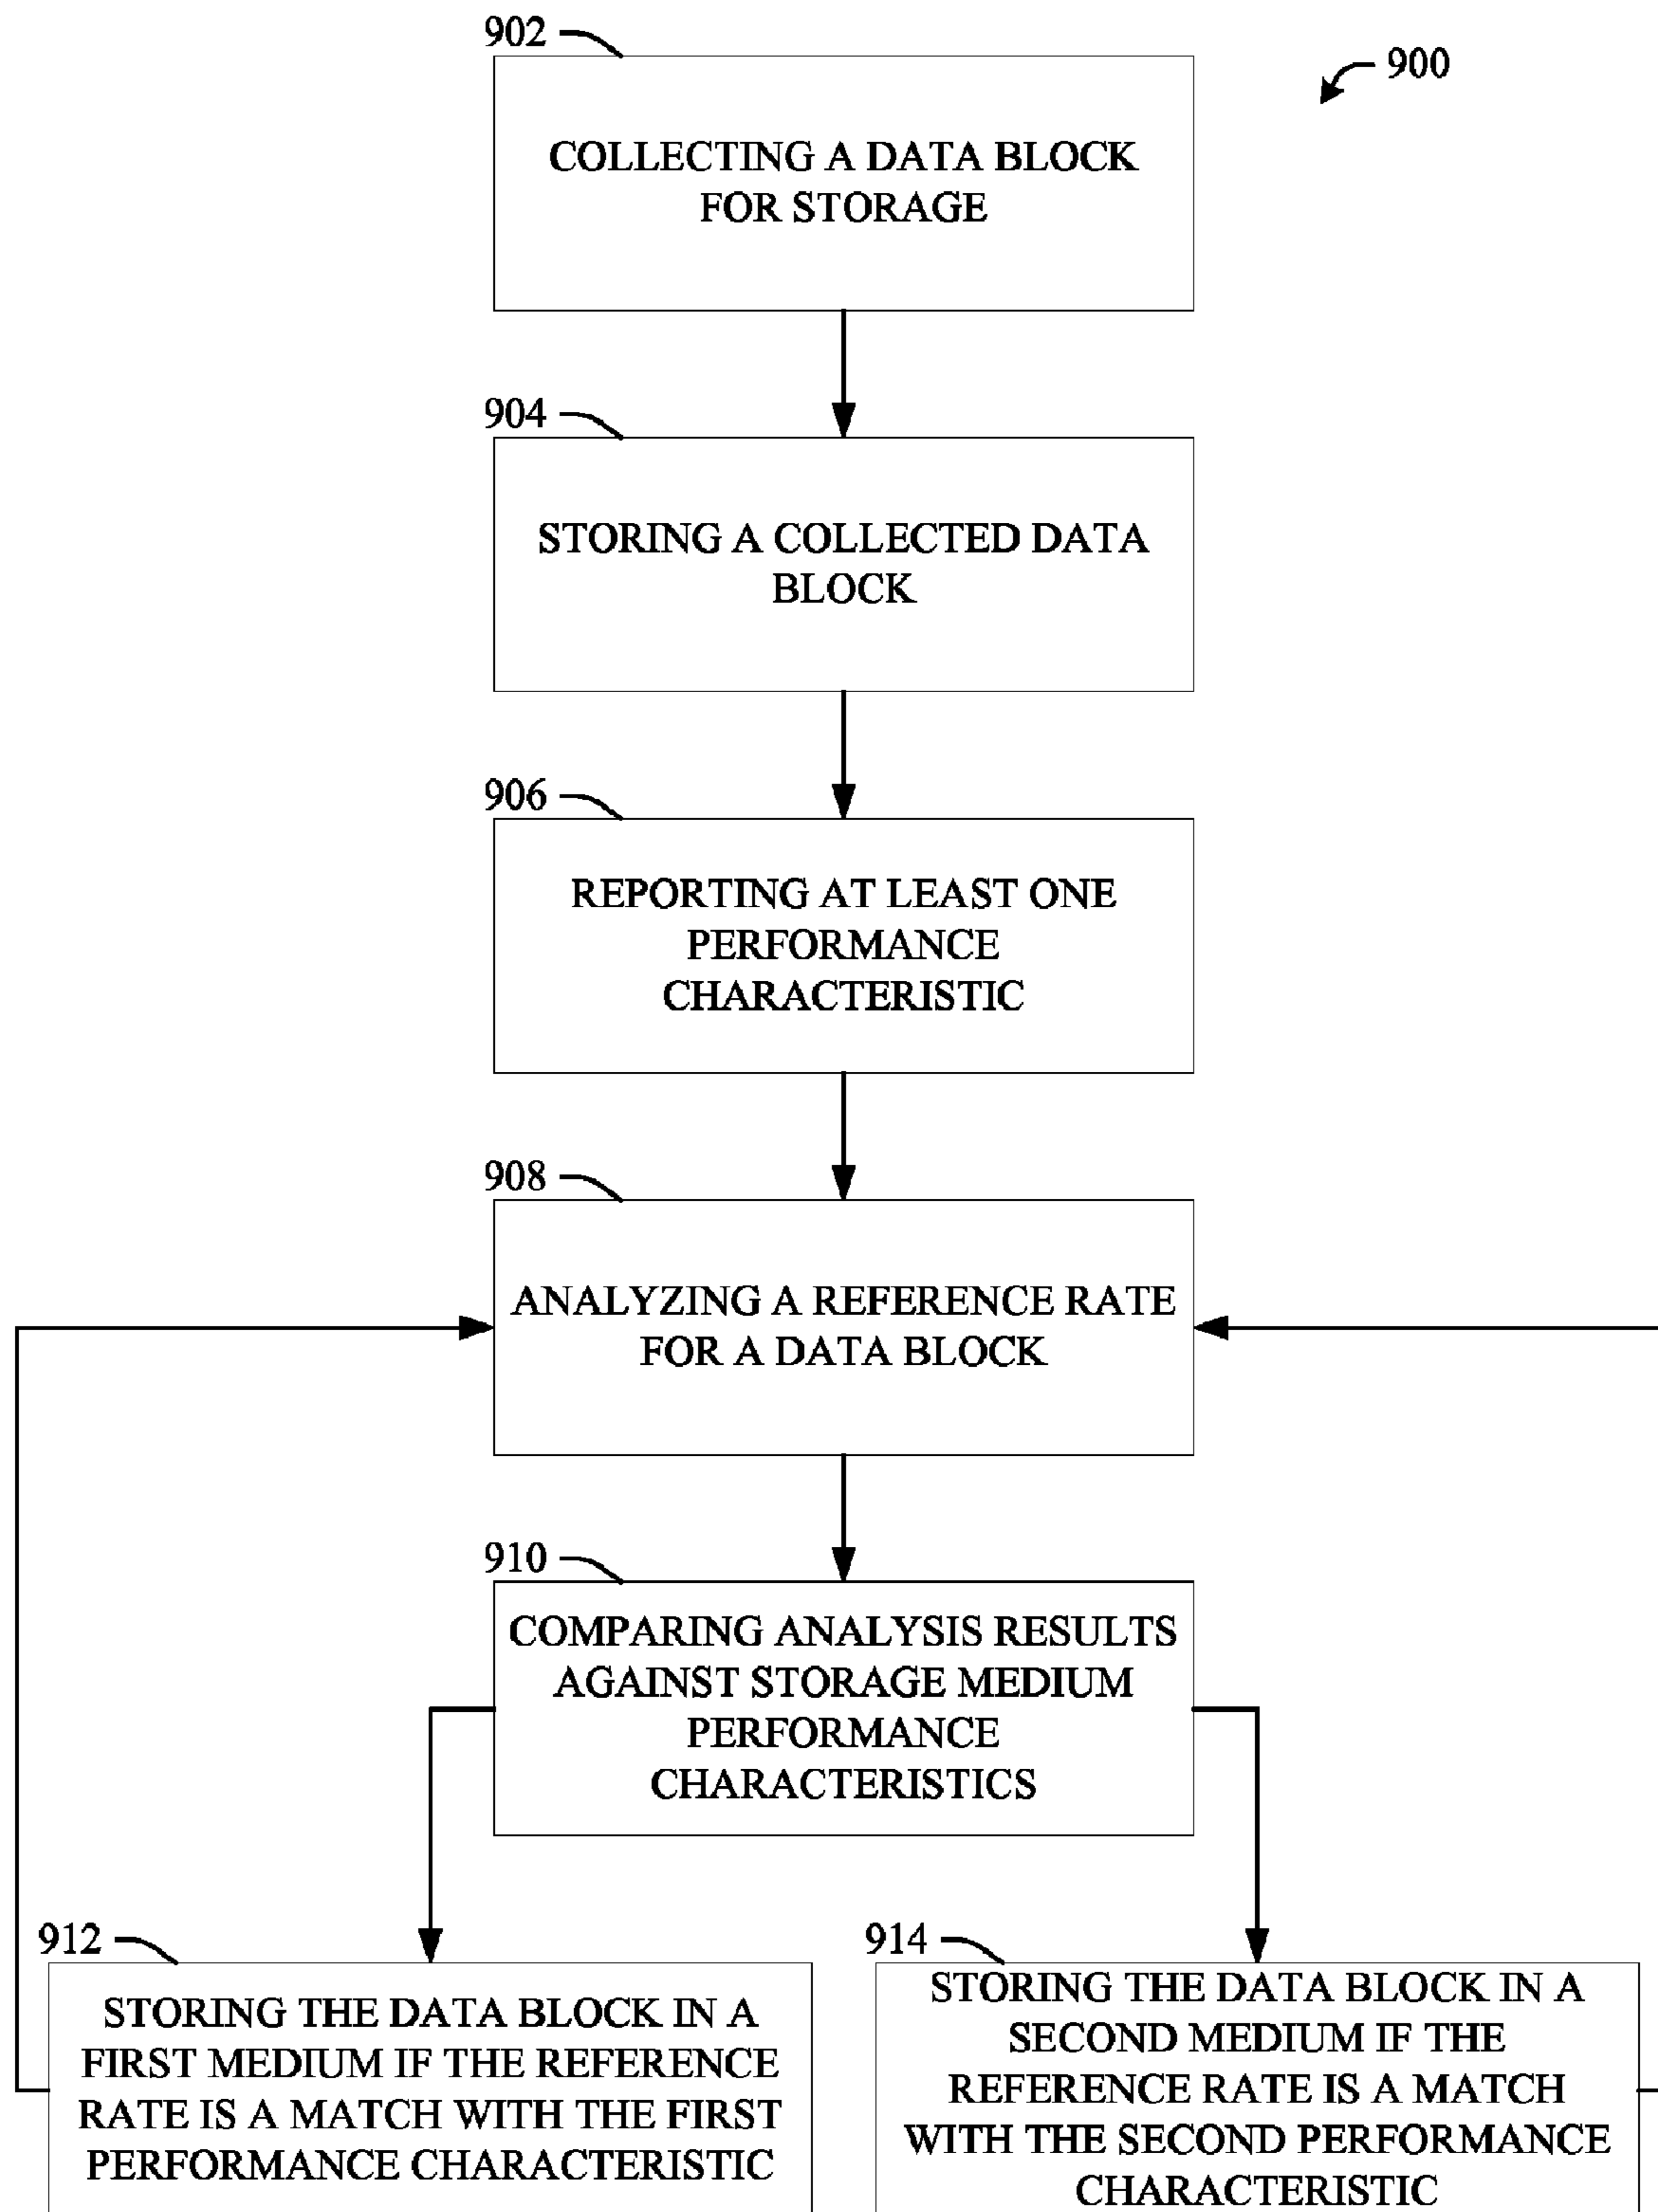 902
900
COLLECTING A DATA BLOCK
FOR STORAGE
904
STORING A COLLECTED DATA
BLOCK
906
REPORTING AT LEAST ONE
PERFORMANCE
CHARACTERISTIC
908
ANALYZING A REFERENCE RATE
FOR A DATA BLOCK
910
COMPARING ANALYSIS RESULTS
AGAINST STORAGE MEDIUM
PERFORMANCE
CHARACTERISTICS
912
STORING THE DATA BLOCK IN A
FIRST MEDIUM IF THE REFERENCE
RATE IS A MATCH WITH THE FIRST
PERFORMANCE CHARACTERISTIC
914
STORING THE DATA BLOCK IN A
SECOND MEDIUM IF THE
REFERENCE RATE IS A MATCH
WITH THE SECOND PERFORMANCE
CHARACTERISTIC